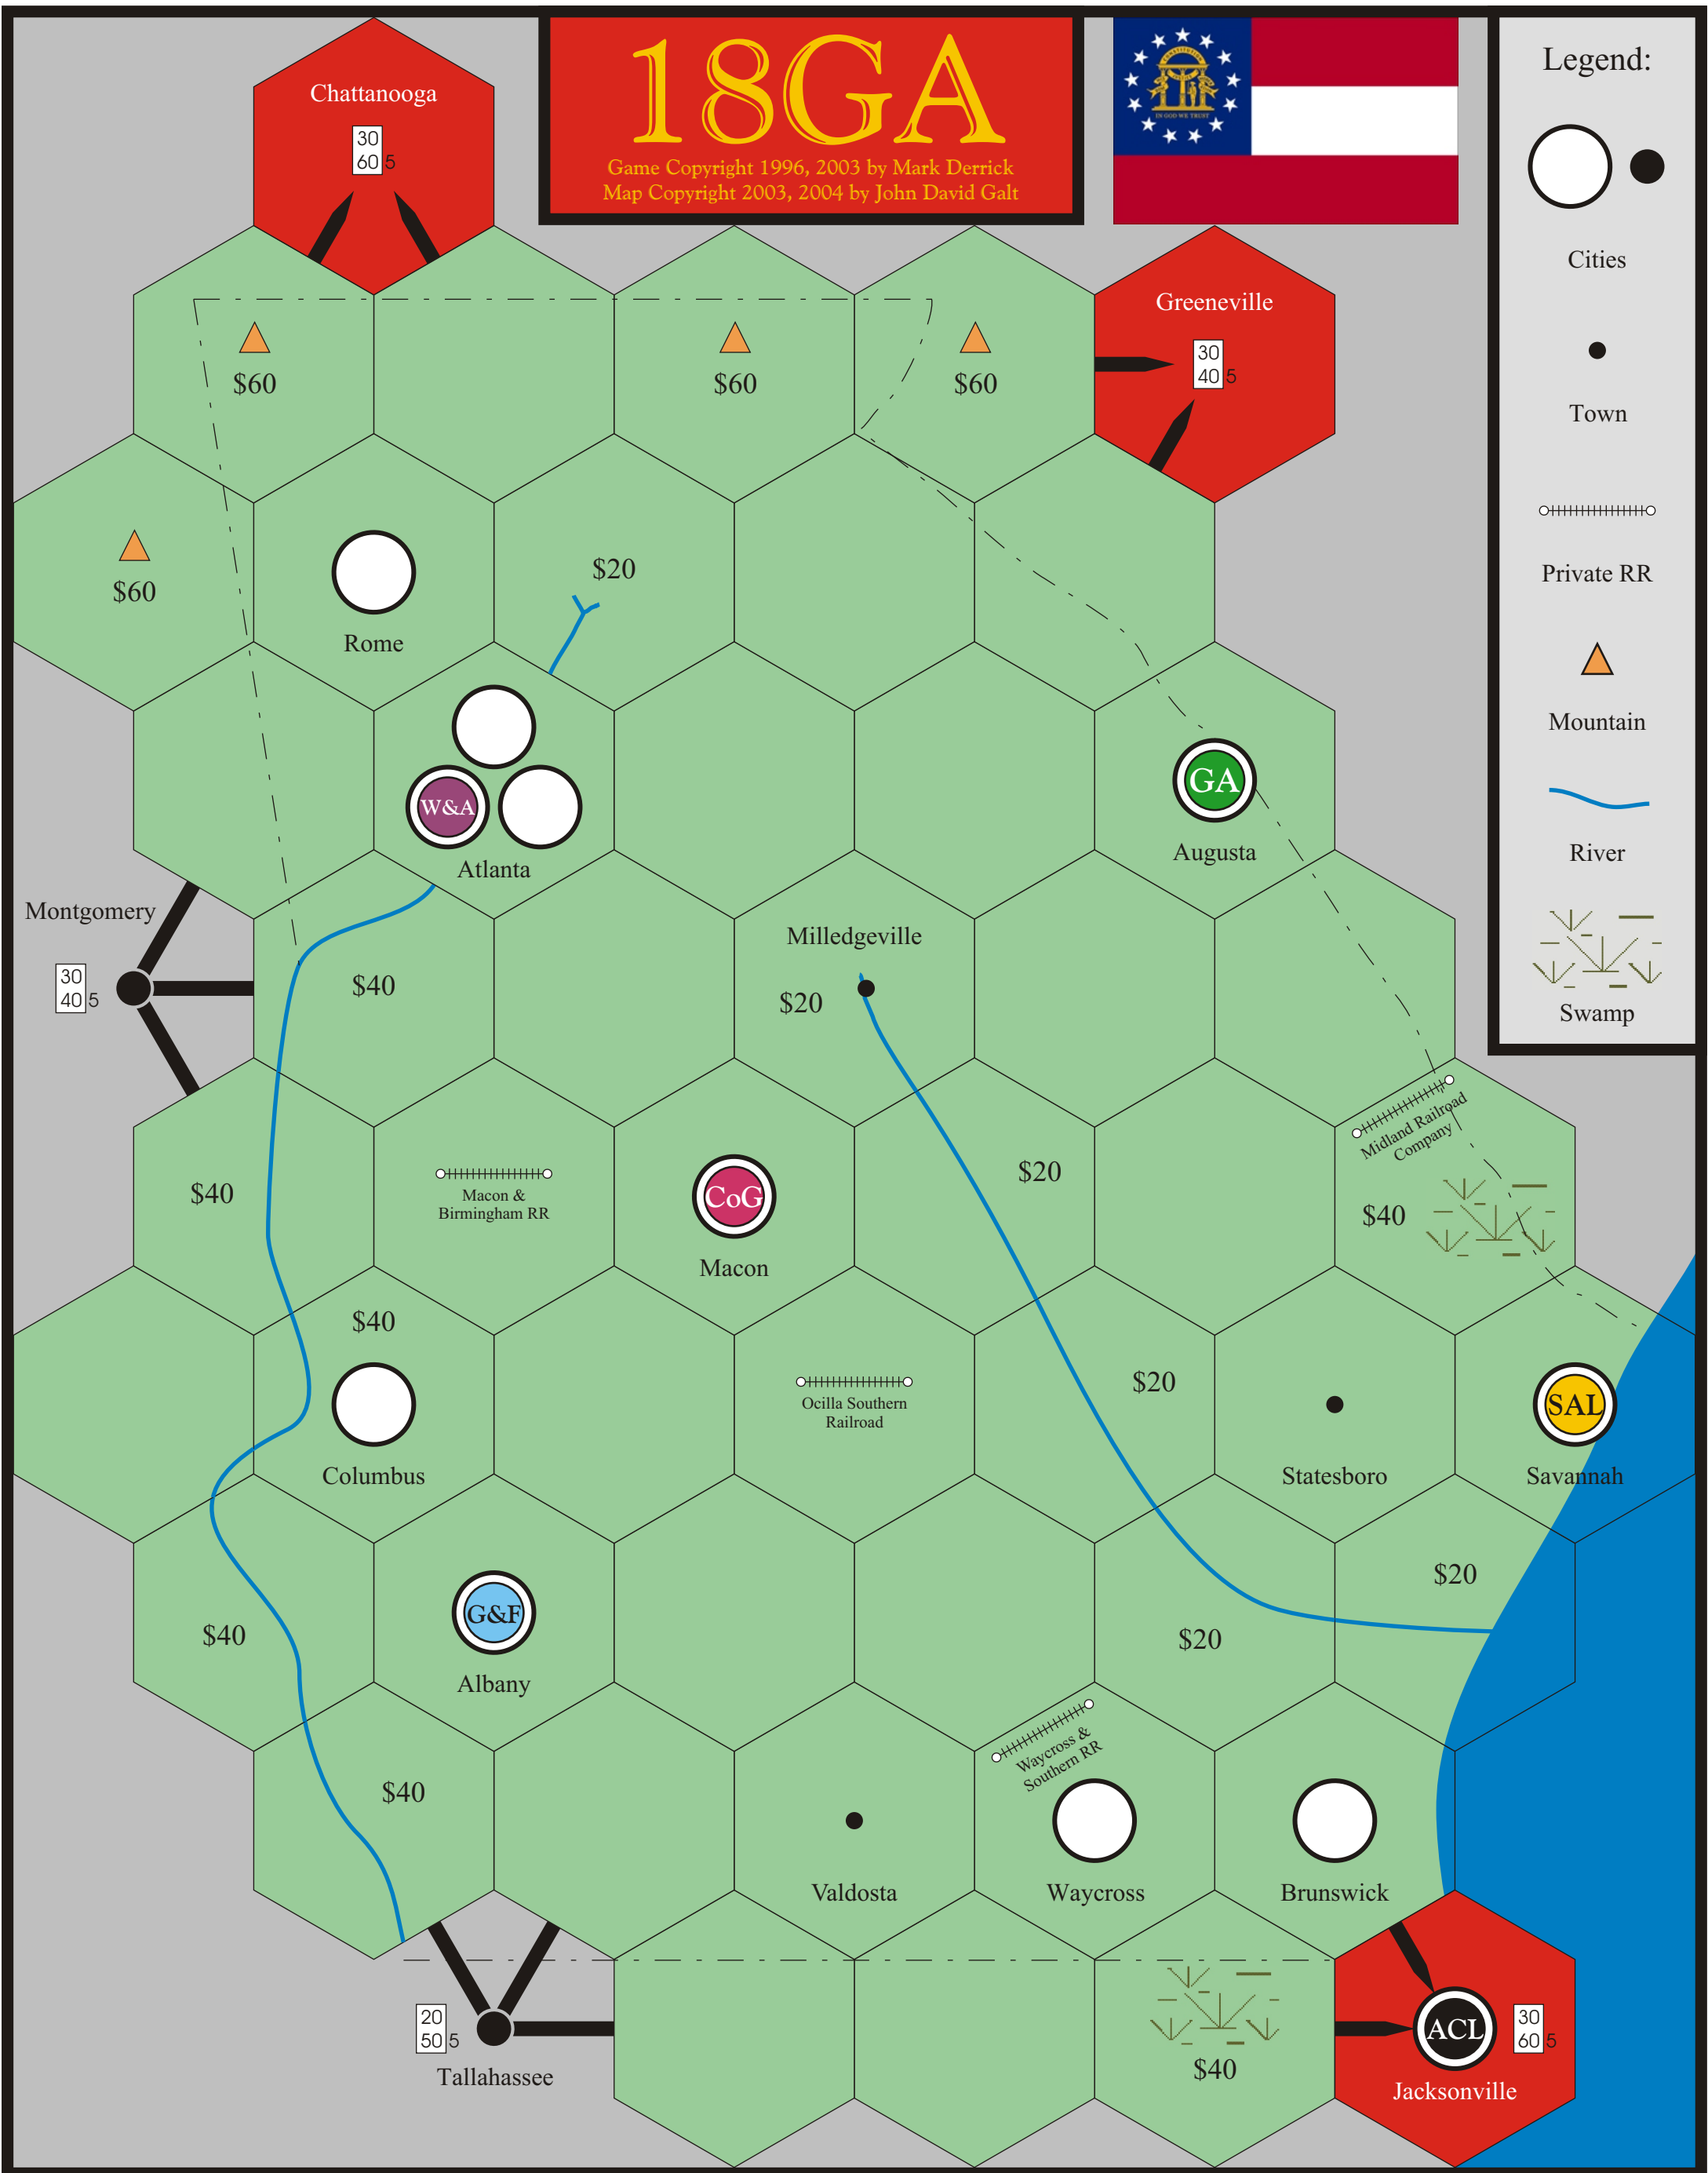 18GA
Game Copyright 1996, 2003 by Mark Derrick
Map Copyright 2003, 2004 by John David Galt
IN GOD WE TRUST
Legend:
Cities
Town
Private RR
Mountain
River
Swamp
Chattanooga
30
60 5
Greeneville
30
40 5
$60
$60
$60
$60
Rome
$20
W&A
Atlanta
GA
Augusta
Montgomery
30
40 5
$40
Milledgeville
$20
$40
Macon &
Birmingham RR
CoG
Macon
$20
Midland Railroad
Company
$40
$40
Columbus
Ocilla Southern
Railroad
$20
Statesboro
SAL
Savannah
$40
G&F
Albany
$20
$20
$40
Valdosta
Waycross &
Southern RR
Waycross
Brunswick
20
50 5
Tallahassee
$40
ACL
30
60 5
Jacksonville